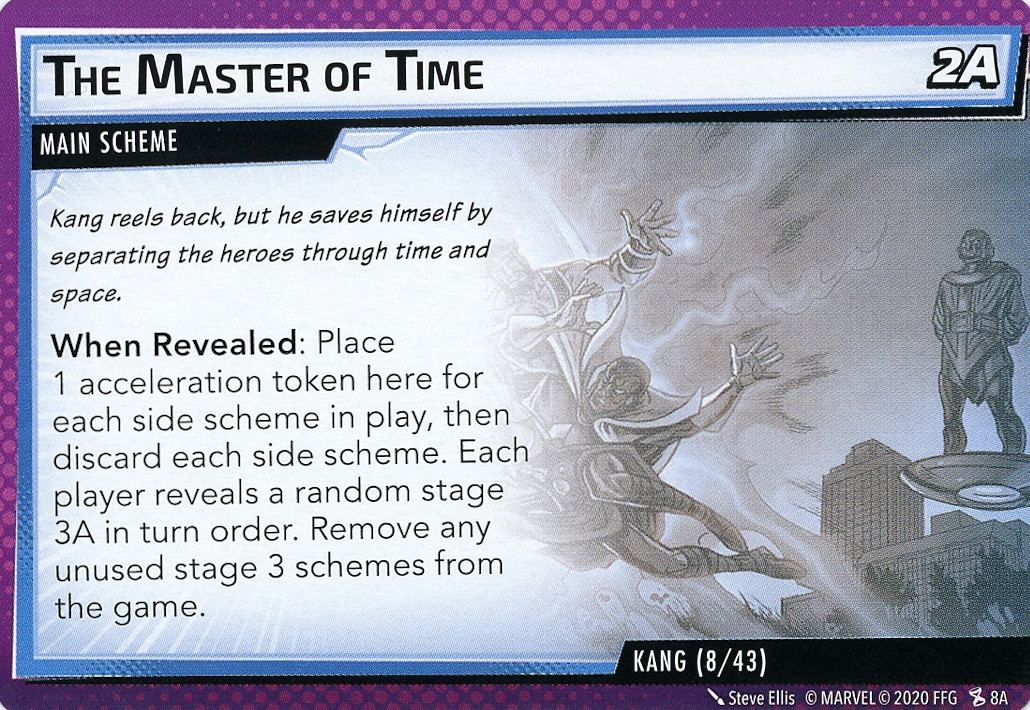 THE MASTER OF TIME
2A
MAIN SCHEME
Kang reels back, but he saves himself by
separating the heroes through time and
space.
When Revealed: Place
1 acceleration token here for
each side scheme in play, then
discard each side scheme. Each
player reveals a random stage
3A in turn order. Remove any
unused stage 3 schemes from
the game.
KANG (8/43)
Steve Ellis © MARVEL © 2020 FFG 8A